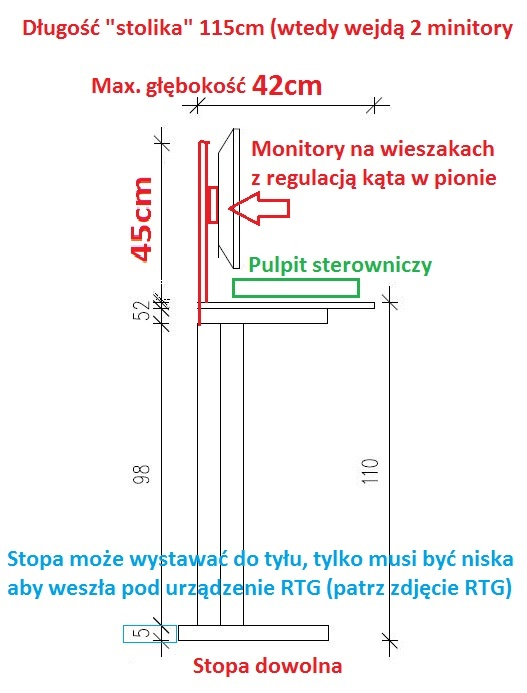 Długość "stolika" 115cm (wtedy wejdą 2 minitory
Max. głębokość 42cm
Monitory na wieszakach
z regulacją kąta w pionie
45cm
Pulpit sterowniczy
52
98
110
Stopa może wystawać do tyłu, tylko musi być niska
aby weszła pod urządzenie RTG (patrz zdjęcie RTG)
5
Stopa dowolna